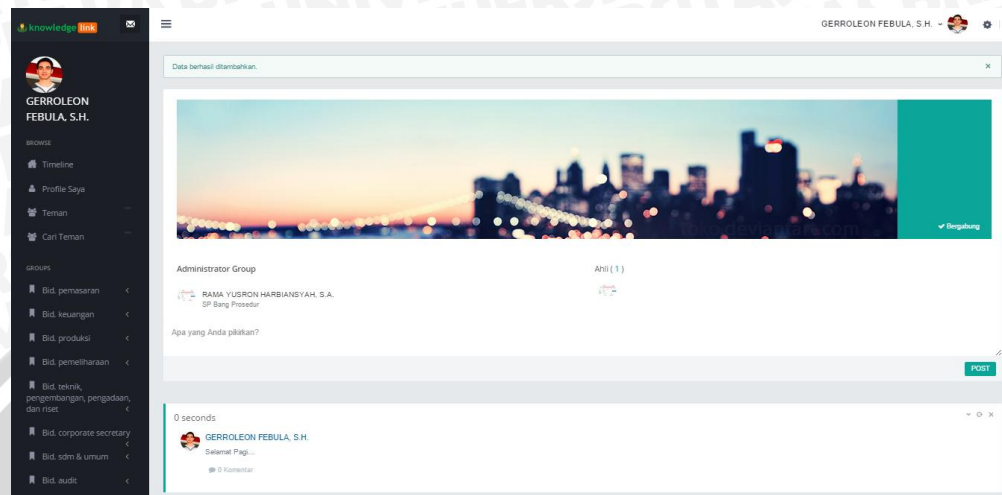 knowledge link
GERROLEON FEBULA, S.H.
GERROLEON
FEBULA, S.H.
BROWSE
Timeline
Profile Saya
Teman
Cari Teman
GROUPS
Bid. pemasaran
Bid. keuangan
Bid. produksi
Bid. pemeliharaan
Bid. teknik,
pengembangan, pengadaan,
dan riset
Bid. corporate secretary
Bid. sdm & umum
Bid. audit
Data berhasil ditambahkan.
Bergabung
Administrator Group
Ahli ( 1 )
RAMA YUSRON HARBIANSYAH, S.A.
SP Bang Prosedur
Apa yang Anda pikirkan?
POST
0 seconds
GERROLEON FEBULA, S.H.
Selamat Pagi...
0 Komentar